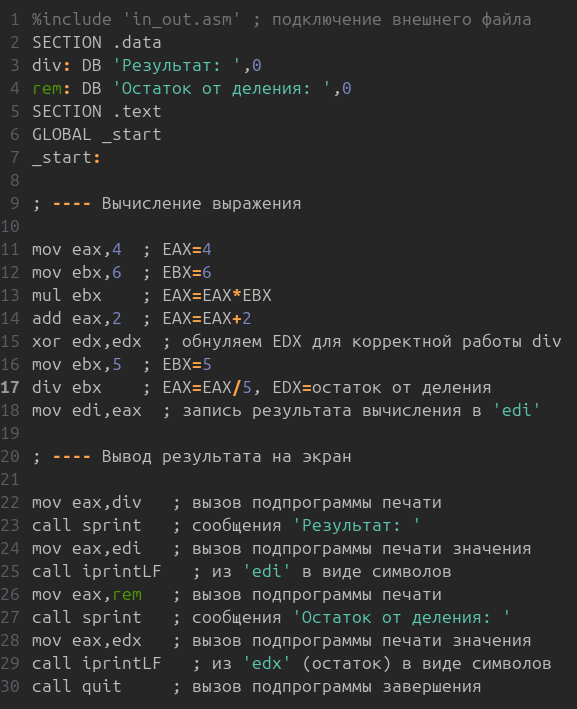 1 %include 'in_out.asm' ; подключение внешнего файла
2 SECTION .data
3 div: DB 'Результат: ',0
4 rem: DB 'Остаток от деления: ',0
5 SECTION .text
6 GLOBAL _start
7 _start:
8
9 ; ---- Вычисление выражения
10
11 mov eax,4  ; EAX=4
12 mov ebx,6  ; EBX=6
13 mul ebx    ; EAX=EAX*EBX
14 add eax,2  ; EAX=EAX+2
15 xor edx,edx  ; обнуляем EDX для корректной работы div
16 mov ebx,5  ; EBX=5
17 div ebx    ; EAX=EAX/5, EDX=остаток от деления
18 mov edi,eax  ; запись результата вычисления в 'edi'
19
20 ; ---- Вывод результата на экран
21
22 mov eax,div   ; вызов подпрограммы печати
23 call sprint   ; сообщения 'Результат: '
24 mov eax,edi   ; вызов подпрограммы печати значения
25 call iprintLF   ; из 'edi' в виде символов
26 mov eax,rem   ; вызов подпрограммы печати
27 call sprint   ; сообщения 'Остаток от деления: '
28 mov eax,edx   ; вызов подпрограммы печати значения
29 call iprintLF   ; из 'edx' (остаток) в виде символов
30 call quit     ; вызов подпрограммы завершения